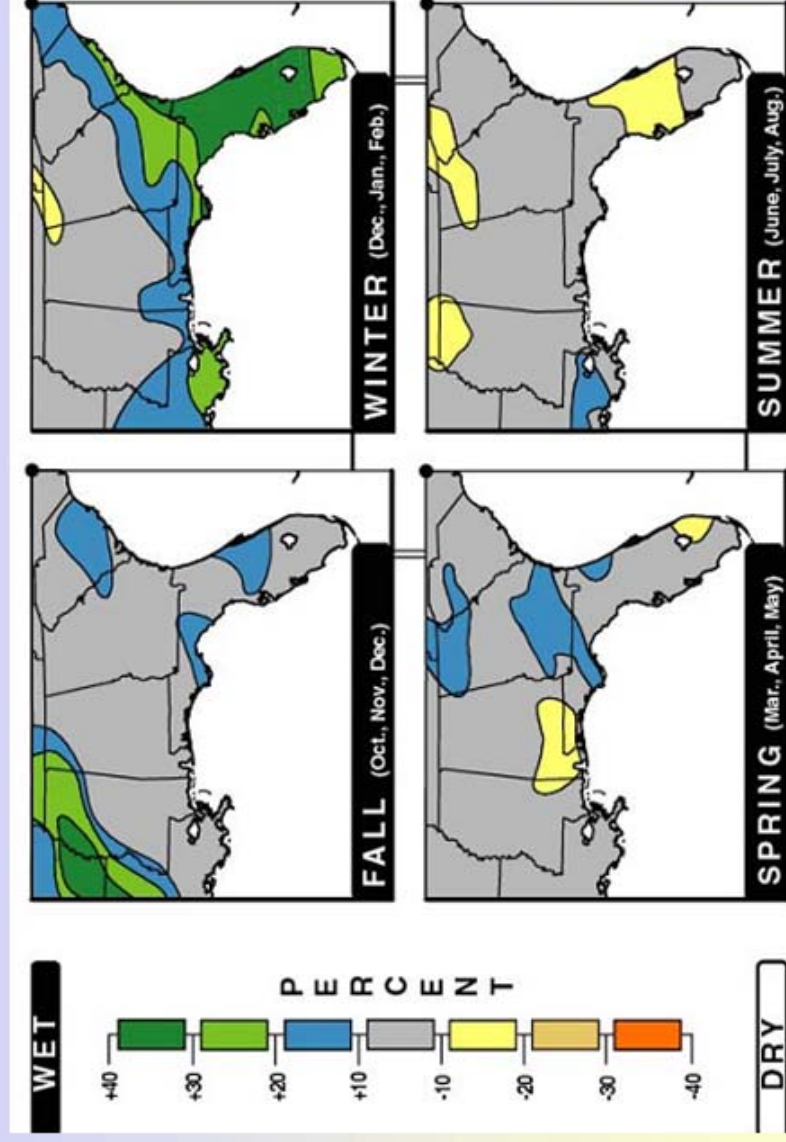 WET
+40
+30
+20
+10
-10
-20
-30
-40
PERCENT
DRY
FALL (Oct., Nov., Dec.)
WINTER (Dec., Jan., Feb.)
SPRING (Mar., April, May)
SUMMER (June, July, Aug.)